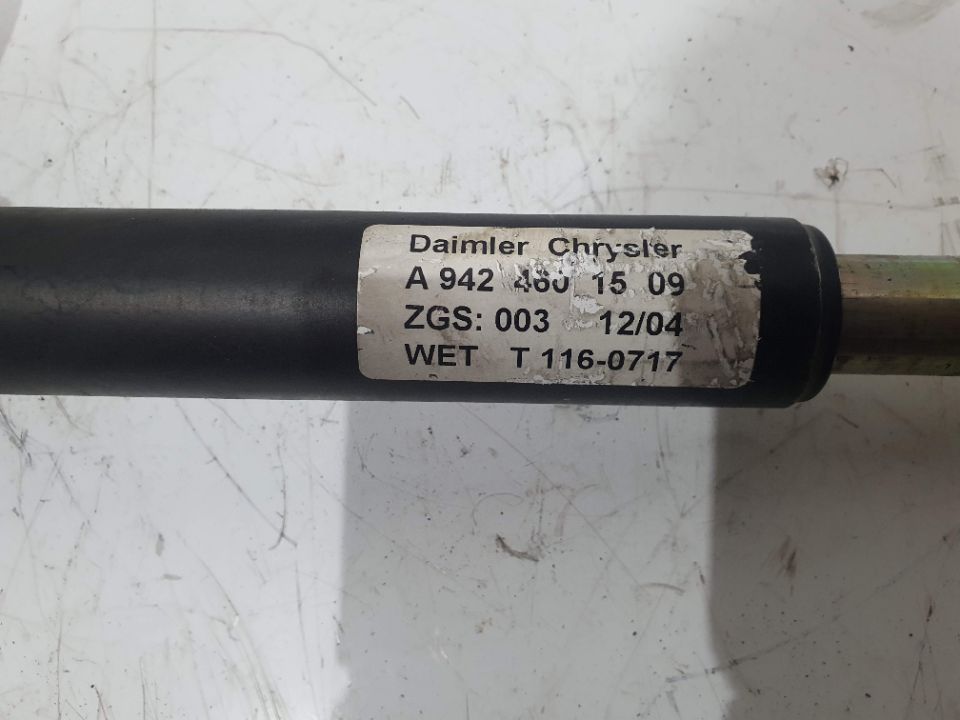 Daimler Chrysler
A 942 460 15 09
ZGS: 003 12/04
WET T 116-0717